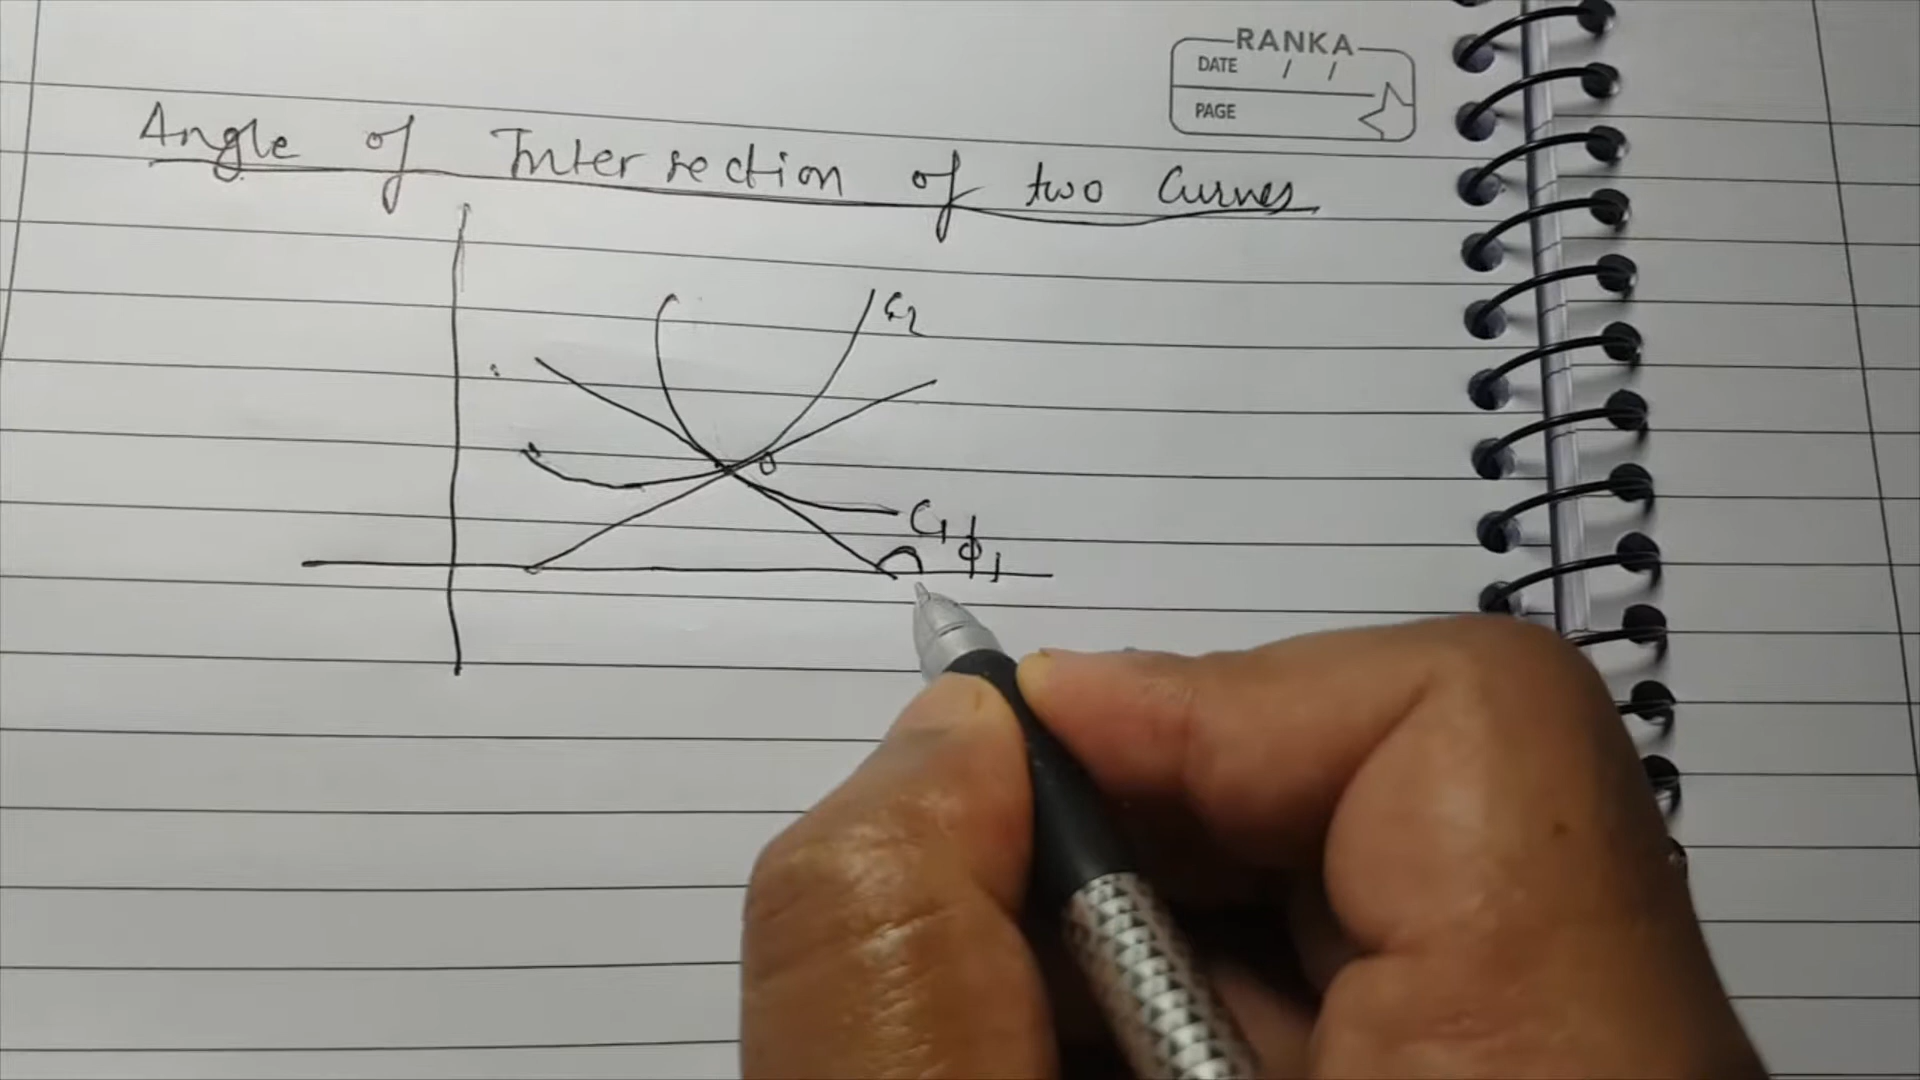 RANKA
DATE / /
PAGE
Angle of Intersection of two Curves
C2
C1
ϕ1